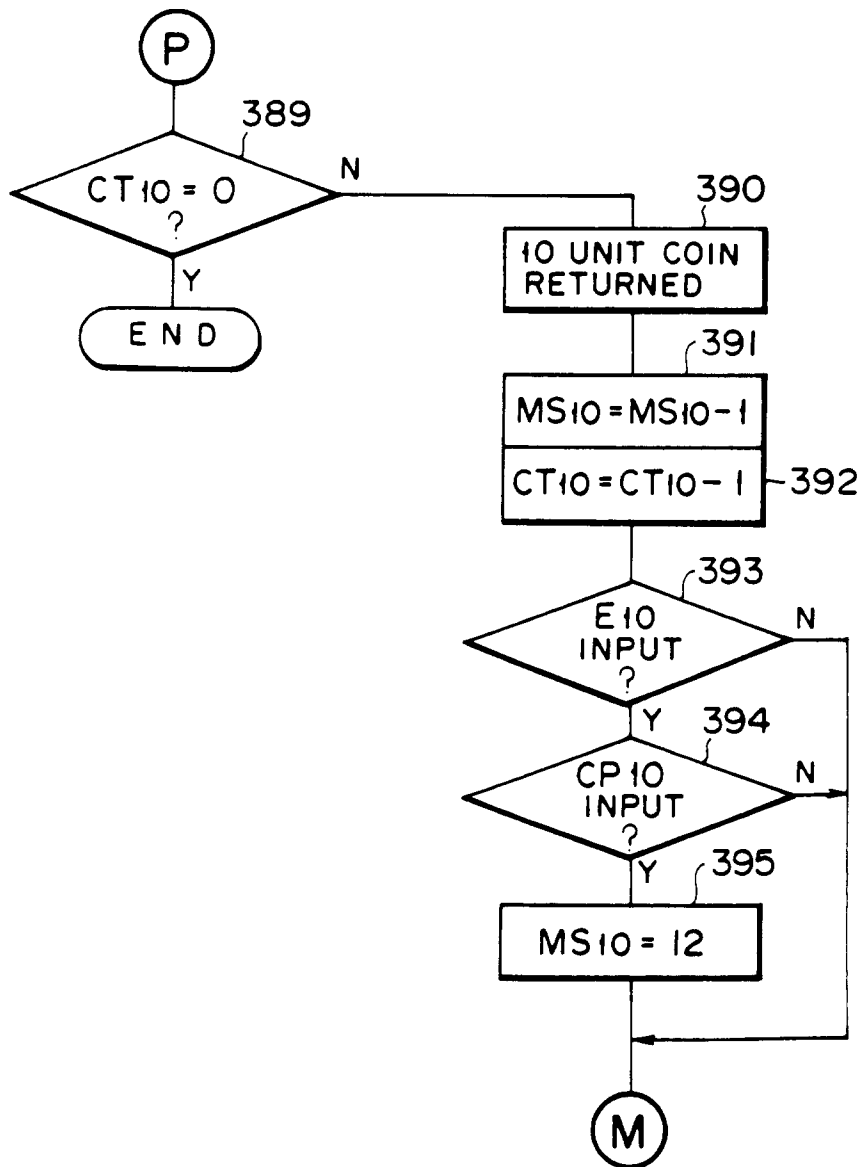 P
389
CT10 = 0
?
N
Y
END
390
10 UNIT COIN
RETURNED
391
MS10 = MS10-1
CT10 = CT10-1
392
393
E10
INPUT
?
N
Y
394
CP10
INPUT
?
N
Y
395
MS10 = 12
M